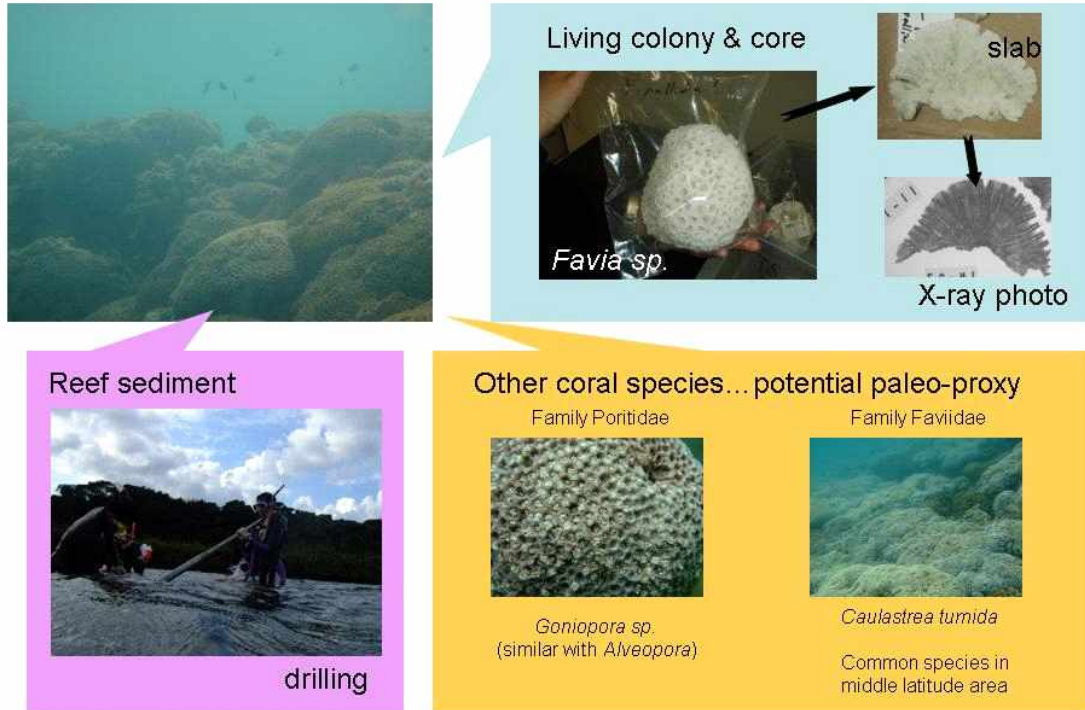 Living colony & core
slab
Favia sp.
X-ray photo
Reef sediment
drilling
Other coral species...potential paleo-proxy
Family Poritidae
Goniopora sp.
(similar with Alveopora)
Family Faviidae
Caulastrea tumida
Common species in
middle latitude area